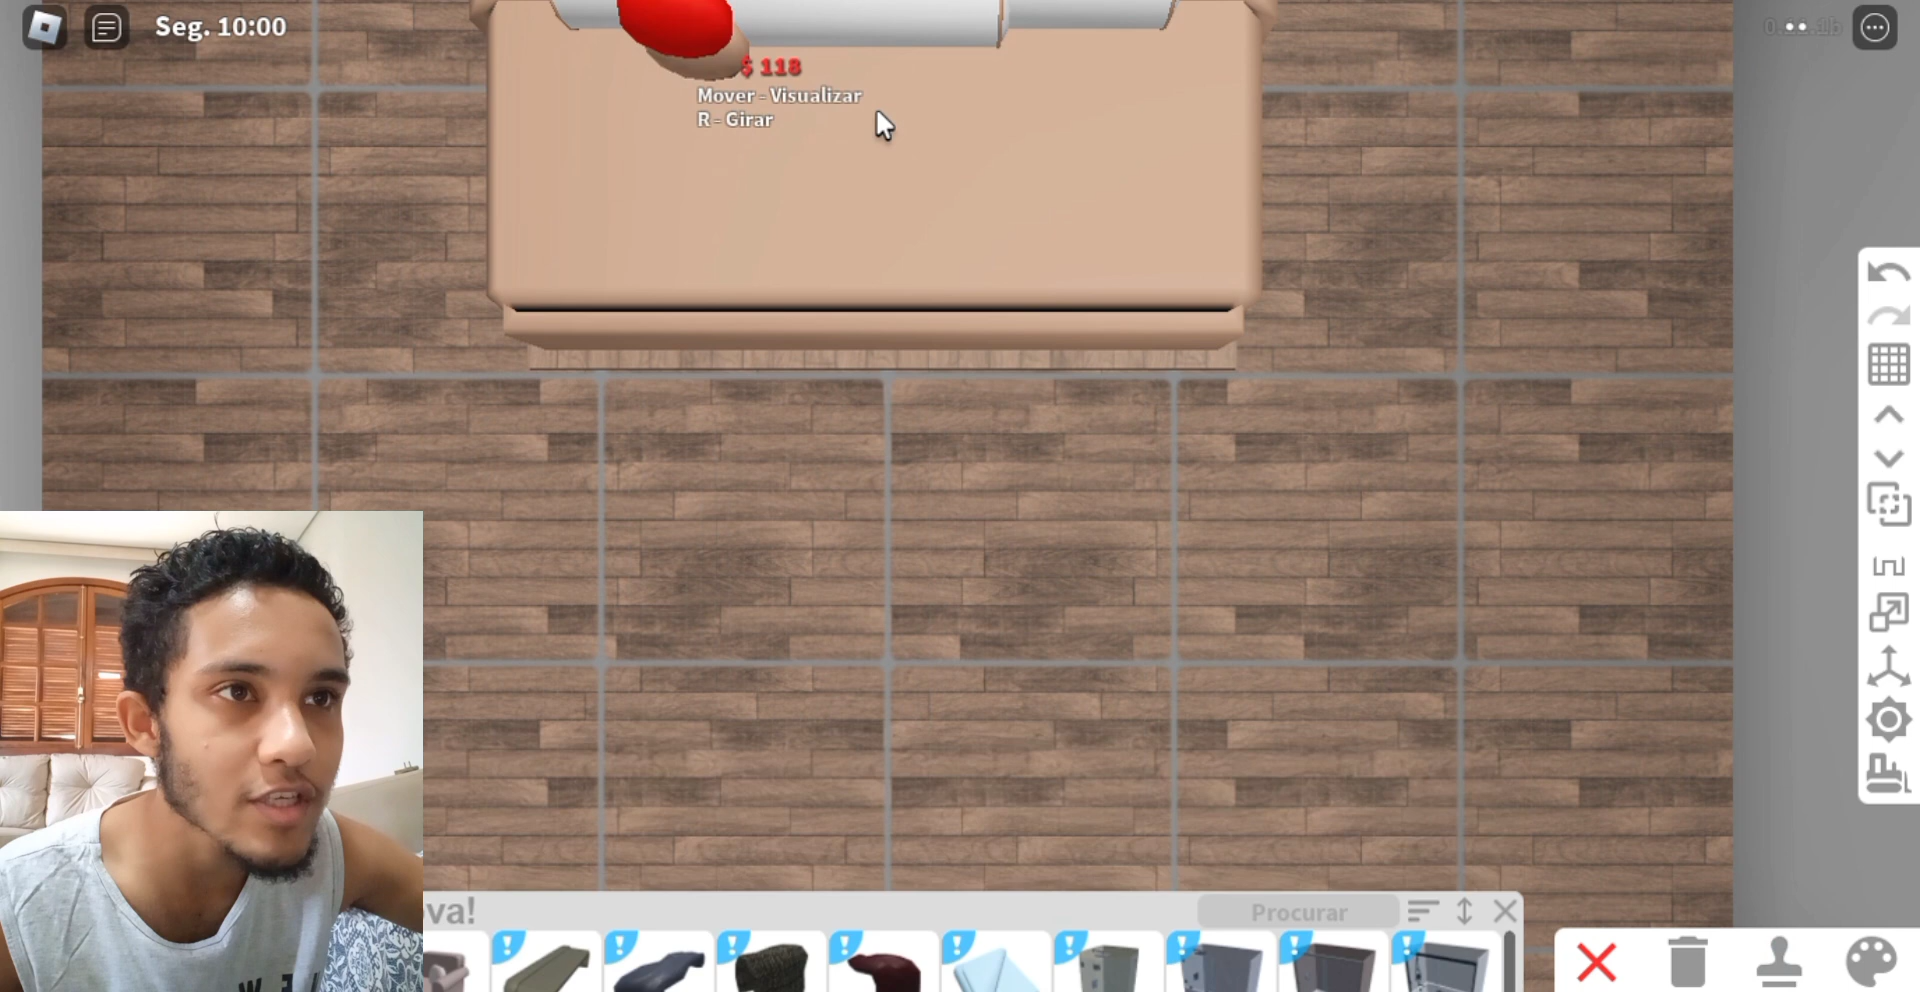 Seg. 10:00
$ 118
Mover - Visualizar
R - Girar
va!
Procurar